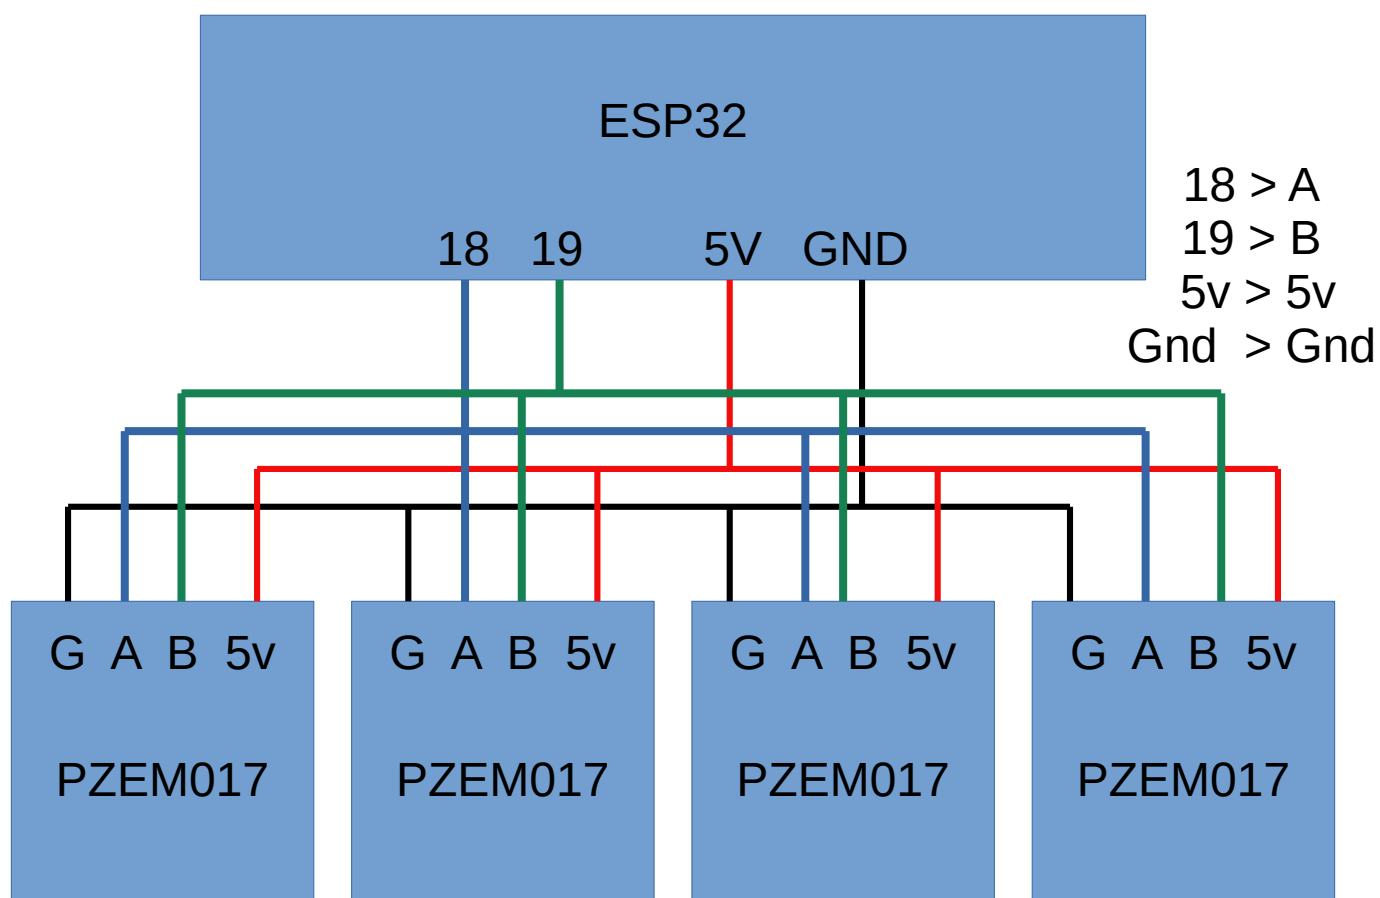 ESP32
18 19 5V GND
18 > A
19 > B
5v > 5v
Gnd > Gnd
G A B 5v
PZEM017
G A B 5v
PZEM017
G A B 5v
PZEM017
G A B 5v
PZEM017